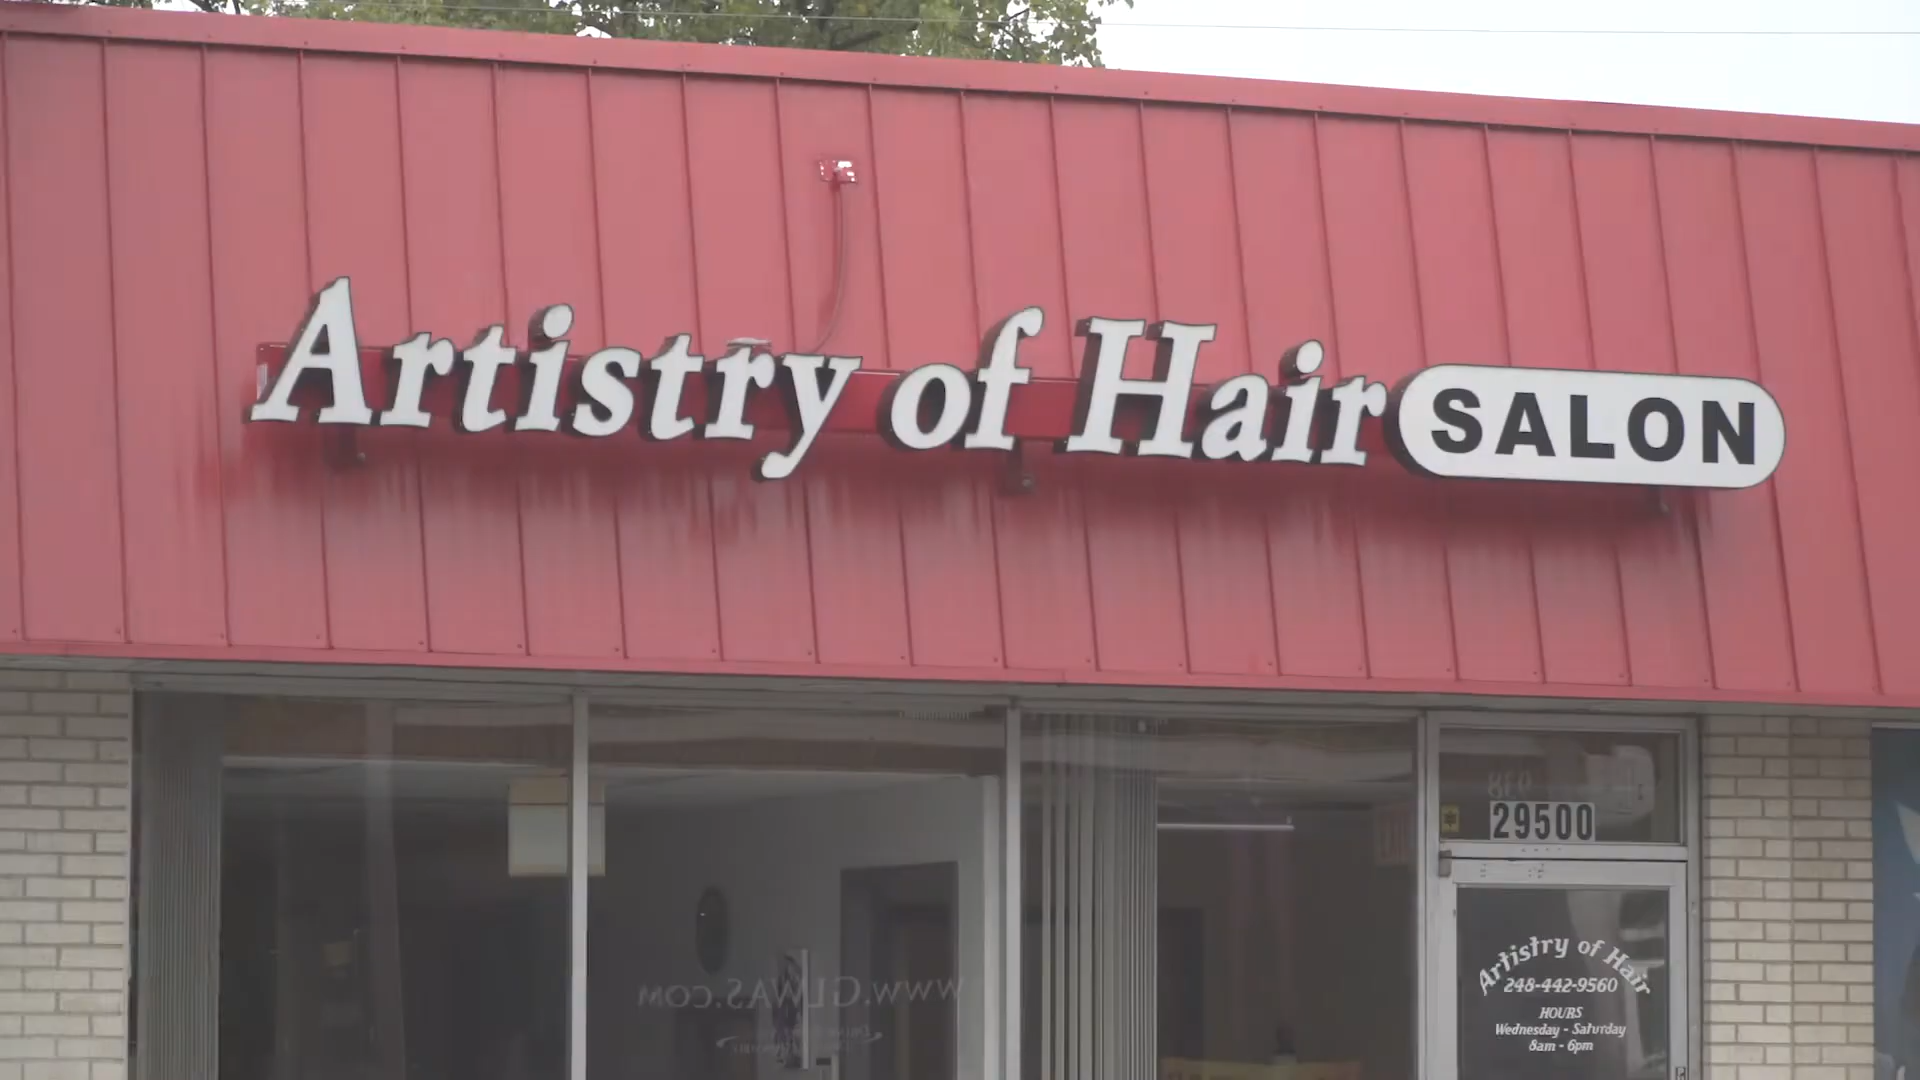 Artistry of Hair SALON
29500
Artistry of Hair
248-442-9560
HOURS
Wednesday - Saturday
8am - 6pm
WWW.GLWAS.COM